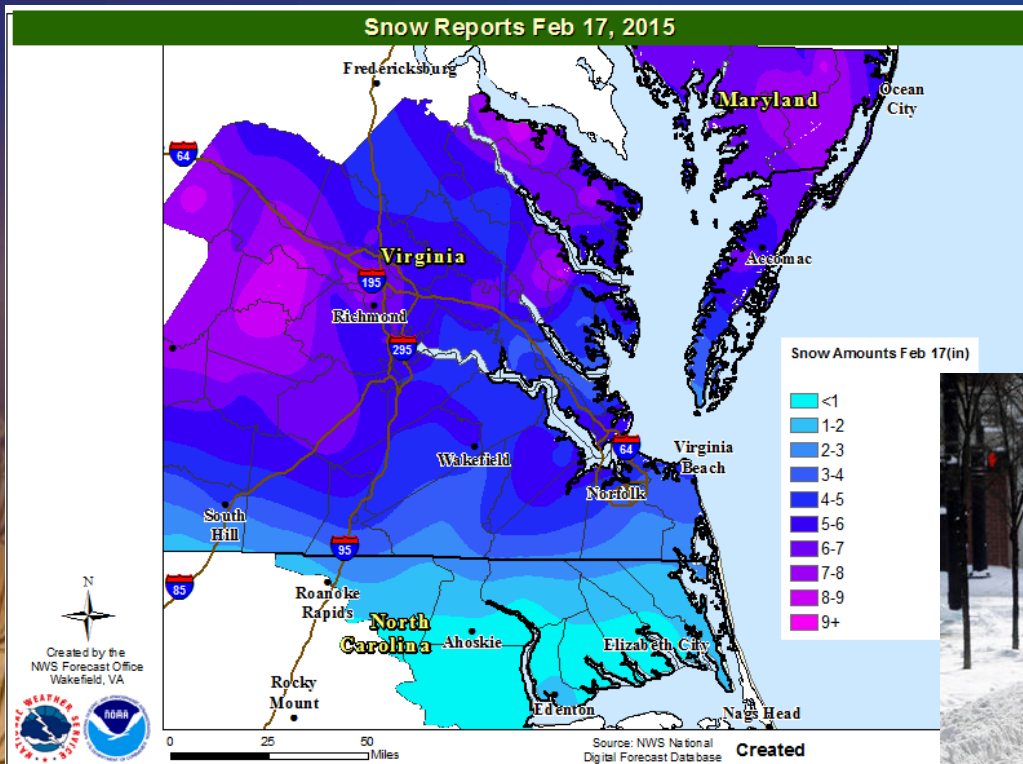 Snow Reports Feb 17, 2015
Fredericksburg
Maryland
Ocean
City
64
Virginia
Accomac
195
Richmond
295
Snow Amounts Feb 17(in)
<1
1-2
2-3
3-4
4-5
5-6
6-7
7-8
8-9
9+
Wakefield
64
Virginia
Beach
Norfolk
South
Hill
95
85
Roanoke
Rapids
North
Carolina
Ahoskie
Elizabeth City
Rocky
Mount
Edenton
Nags Head
N
Created by the
NWS Forecast Office
Wakefield, VA
NATIONAL WEATHER SERVICE
NOAA
0 25 50
Miles
Source: NWS National
Digital Forecast Database
Created